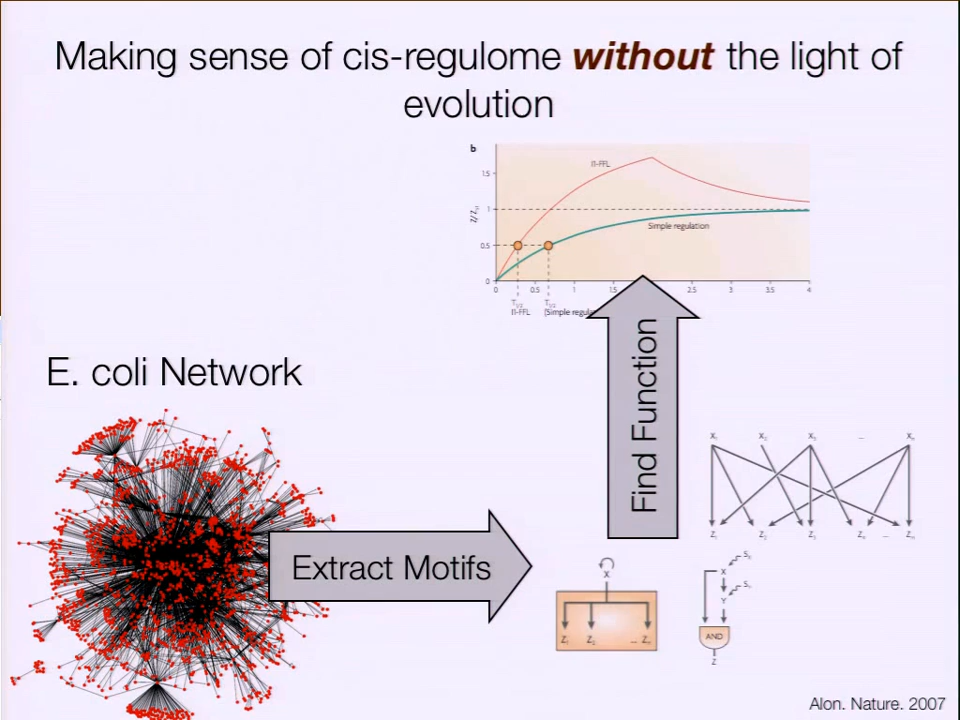 Making sense of cis-regulome without the light of
evolution
b
I1-FFL
1.5
Z/Zst
1
Simple regulation
0.5
0
0 0.5 1 1.5 2.5 3 3.5 4
T1/2 T1/2
I1-FFL (Simple
Find Function
E. coli Network
Extract Motifs
X1 X2 X3 ... Xn
Z1 Z2 Z3 ... Zn
X
Z1 Z2 ... Zn
SX
X
SY
Y
AND
Z
Alon. Nature. 2007